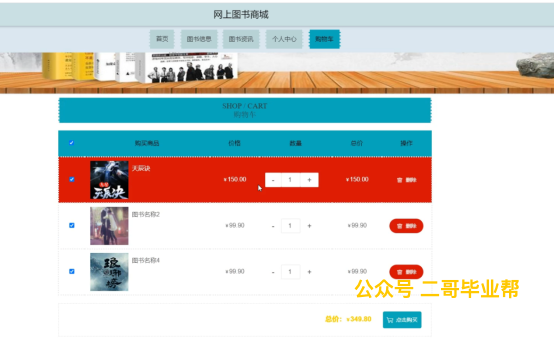 网上图书商城
首页 图书信息 图书资讯 个人中心 购物车
SHOP - CART
购物车
购买商品 价格 数量 总价 操作
天辰诀
¥150.00 - 1 + ¥150.00 删除
图书名称2
¥99.90 - 1 + ¥99.90 删除
图书名称4
¥99.90 - 1 + ¥99.90 删除
公众号 二哥毕业帮
总价：¥349.80 点击购买